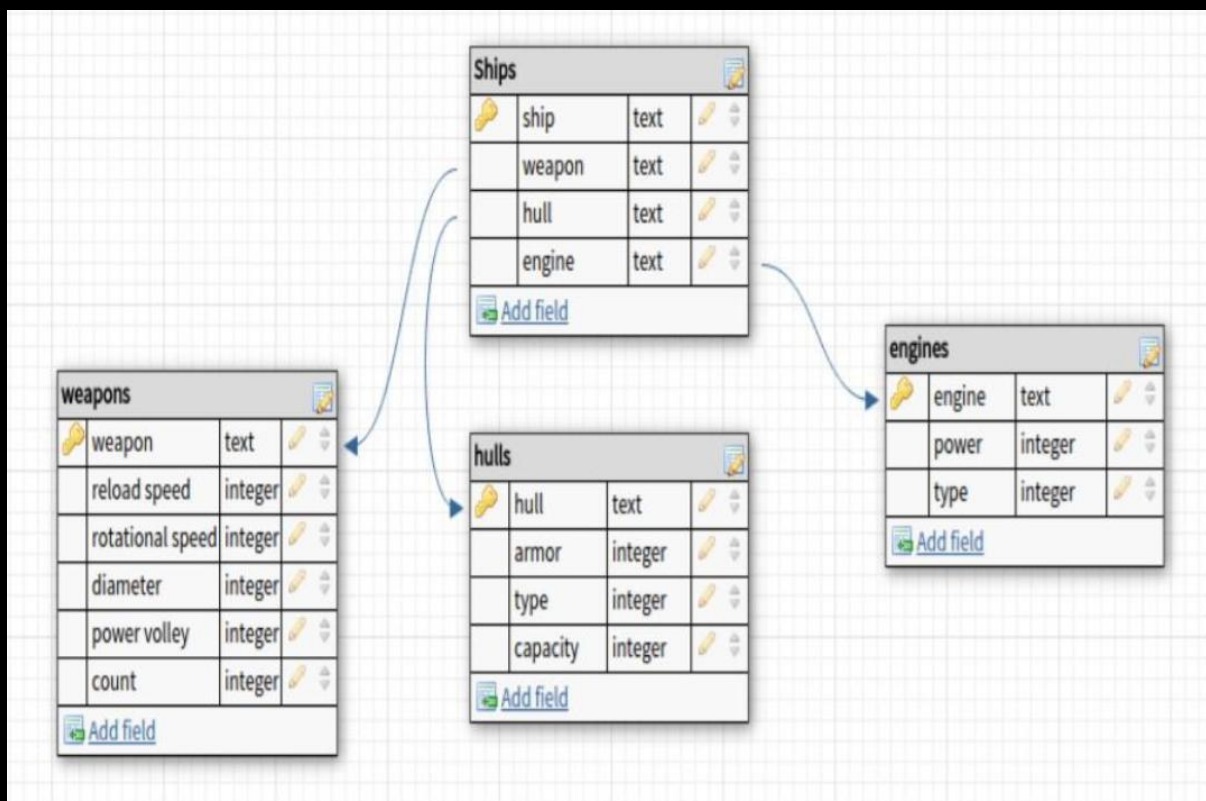 Ships
ship text
weapon text
hull text
engine text
Add field
weapons
weapon text
reload speed integer
rotational speed integer
diameter integer
power volley integer
count integer
Add field
hulls
hull text
armor integer
type integer
capacity integer
Add field
engines
engine text
power integer
type integer
Add field